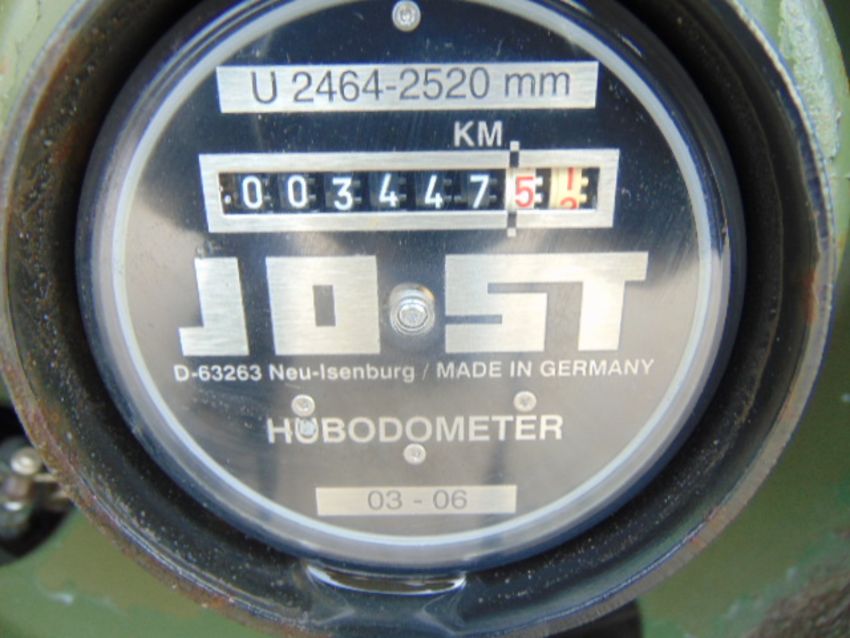 U 2464-2520 mm
KM
0034475
JOST
D-63263 Neu-Isenburg / MADE IN GERMANY
HUBODOMETER
03 - 06